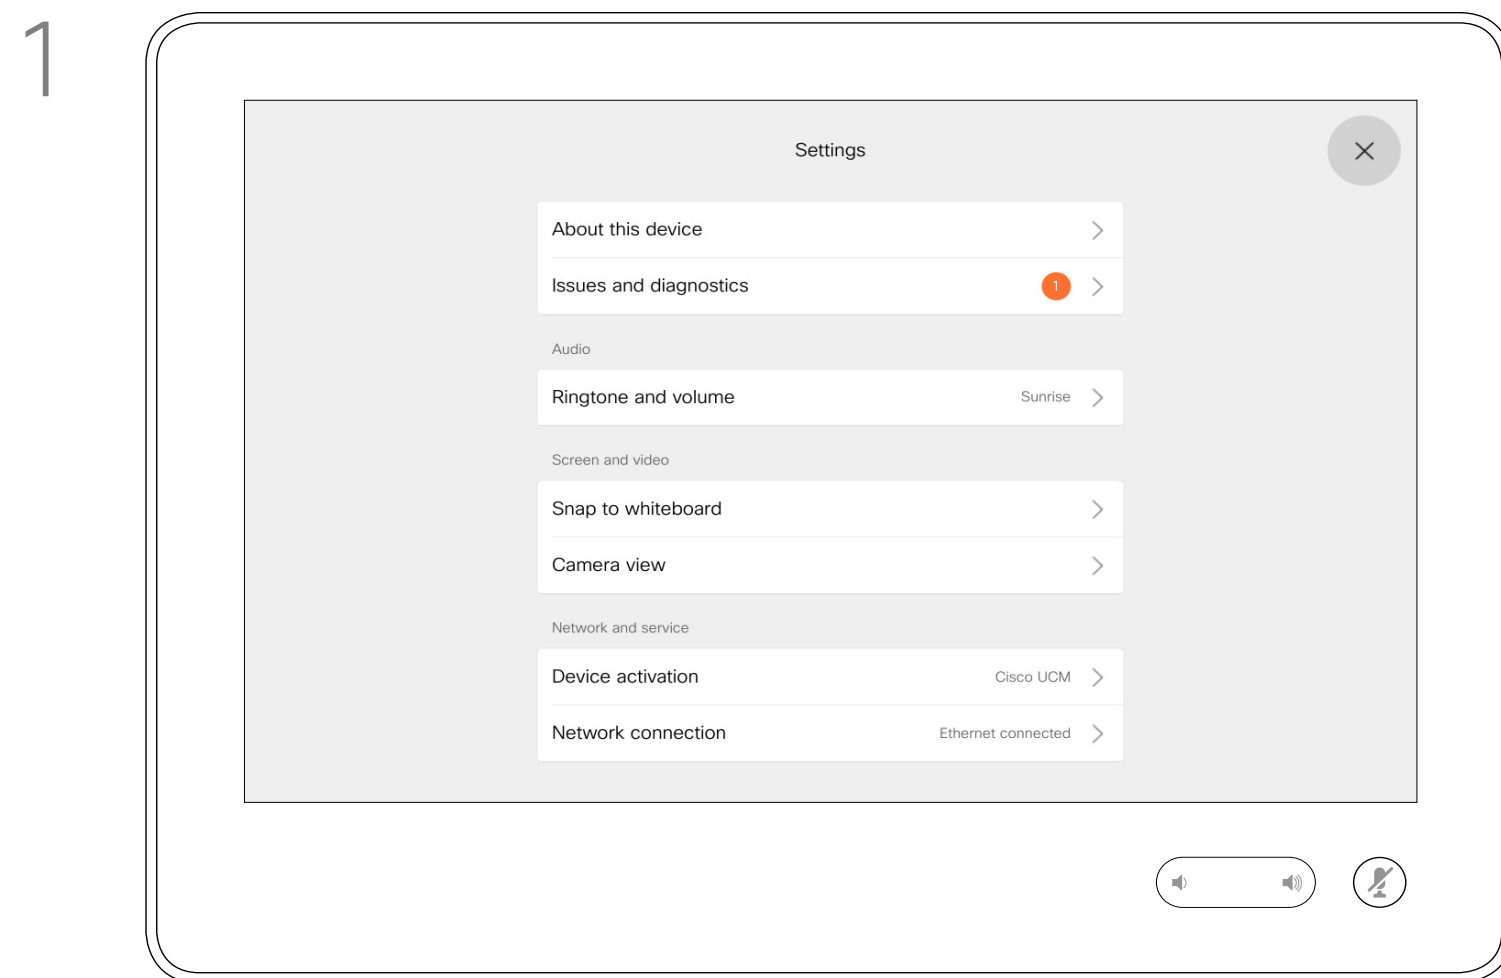 1
Settings
About this device
Issues and diagnostics 1
Audio
Ringtone and volume Sunrise
Screen and video
Snap to whiteboard
Camera view
Network and service
Device activation Cisco UCM
Network connection Ethernet connected